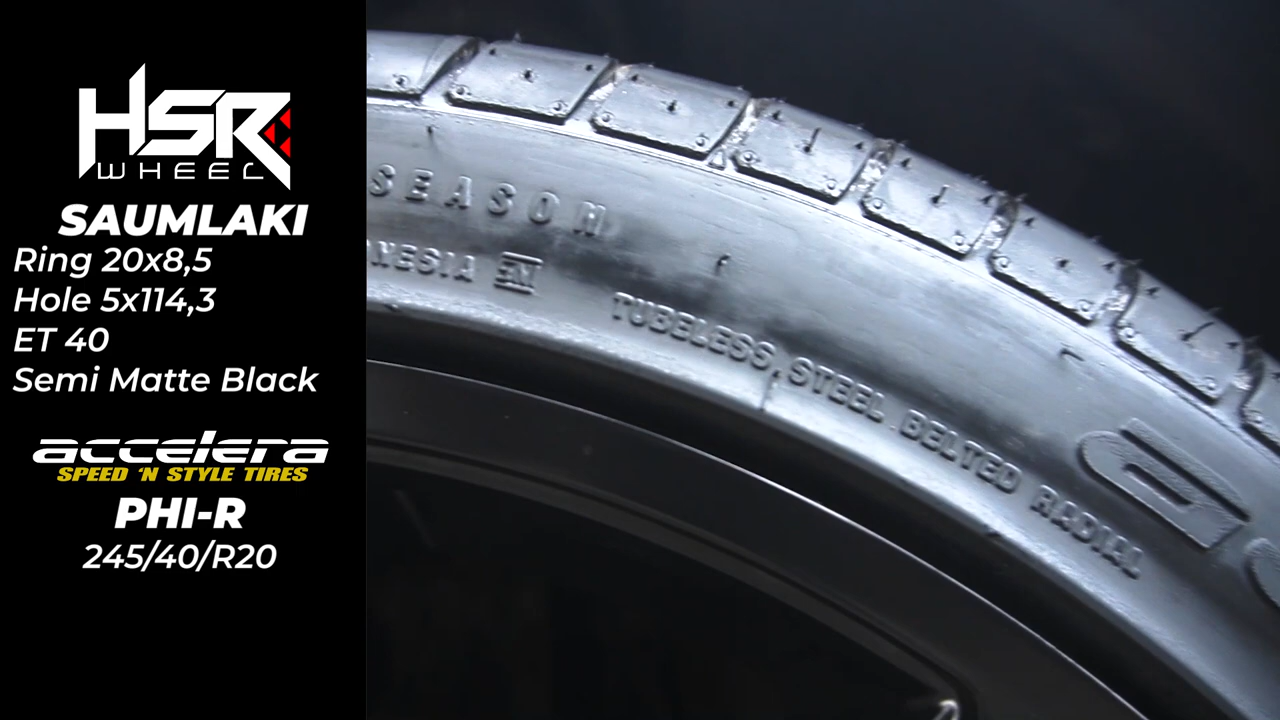 HSR
WHEEL
SAUMLAKI
Ring 20x8,5
Hole 5x114,3
ET 40
Semi Matte Black
accelera
SPEED 'N STYLE TIRES
PHI-R
245/40/R20
SEASON
NESIA
TUBELESS STEEL BELTED RADIAL